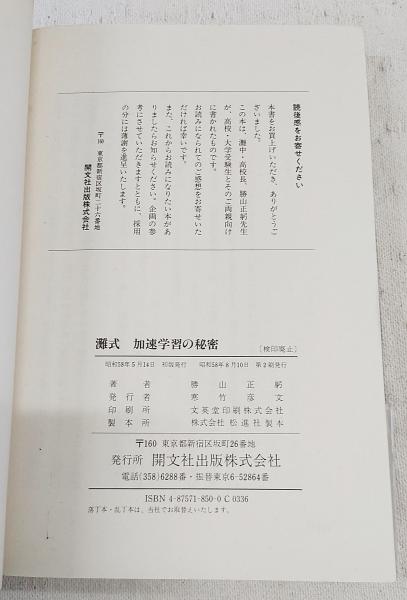 読後感をお寄せください
本書をお買上げいただき、ありがとうご
ざいました。
この本は、灘中・高校長、勝山正躬先生
が、高校・大学受験生とそのご両親向け
に書かれたものです。
お読みになられてのご感想をお寄せいた
だければ幸いです。
また、これからお読みになりたい本があ
りましたらお知らせください。企画の参
考にさせていただきますとともに、採用
の分には薄謝を進呈いたします。
〒160 東京都新宿区坂町二十六番地
開文社出版株式会社
灘式 加速学習の秘密 〔検印廃止〕
昭和58年5月14日 初版発行 昭和58年8月10日 第2刷発行
著者 勝山正躬
発行者 寒竹彦文
印刷所 文英堂印刷株式会社
製本所 株式会社松進社製本
〒160 東京都新宿区坂町26番地
発行所 開文社出版株式会社
電話(358)6288番・振替東京6-52864番
ISBN 4-87571-850-0 C 0336
落丁本・乱丁本は、当社でお取替えいたします。